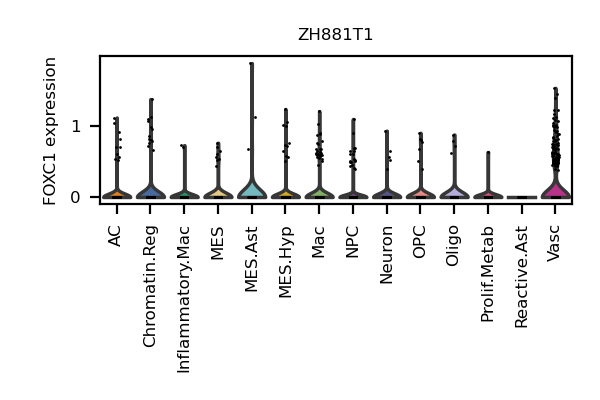 ZH881T1
FOXC1 expression
1
0
AC
Chromatin.Reg
Inflammatory.Mac
MES
MES.Ast
MES.Hyp
Mac
NPC
Neuron
OPC
Oligo
Prolif.Metab
Reactive.Ast
Vasc